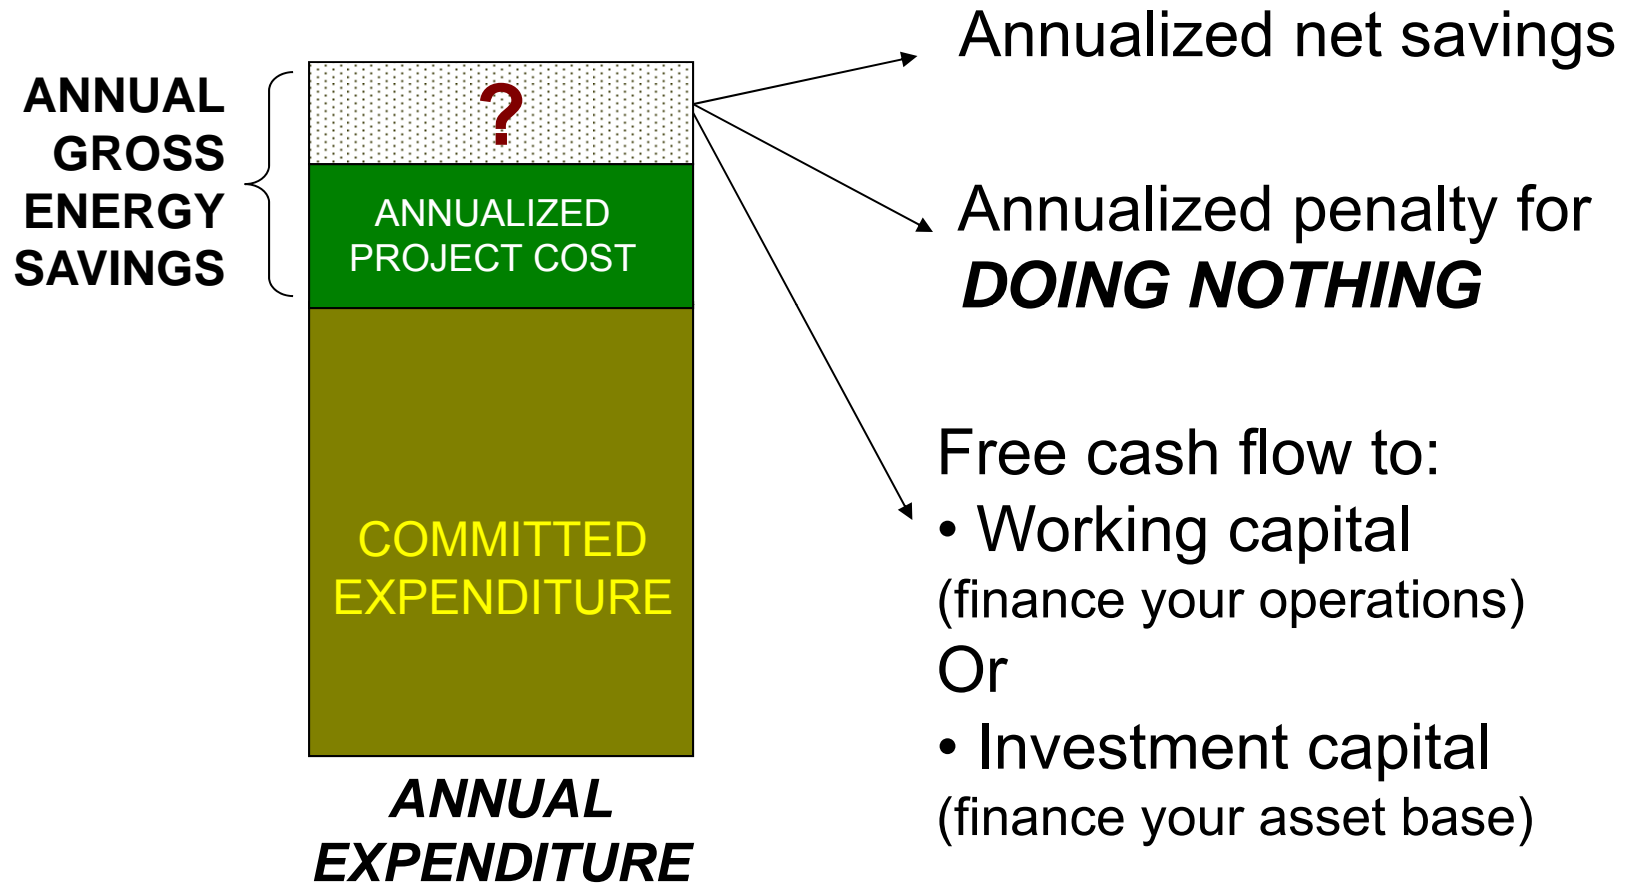 ANNUAL
GROSS
ENERGY
SAVINGS
?
ANNUALIZED
PROJECT COST
COMMITTED
EXPENDITURE
ANNUAL
EXPENDITURE
Annualized net savings
Annualized penalty for
DOING NOTHING
Free cash flow to:
• Working capital
(finance your operations)
Or
• Investment capital
(finance your asset base)